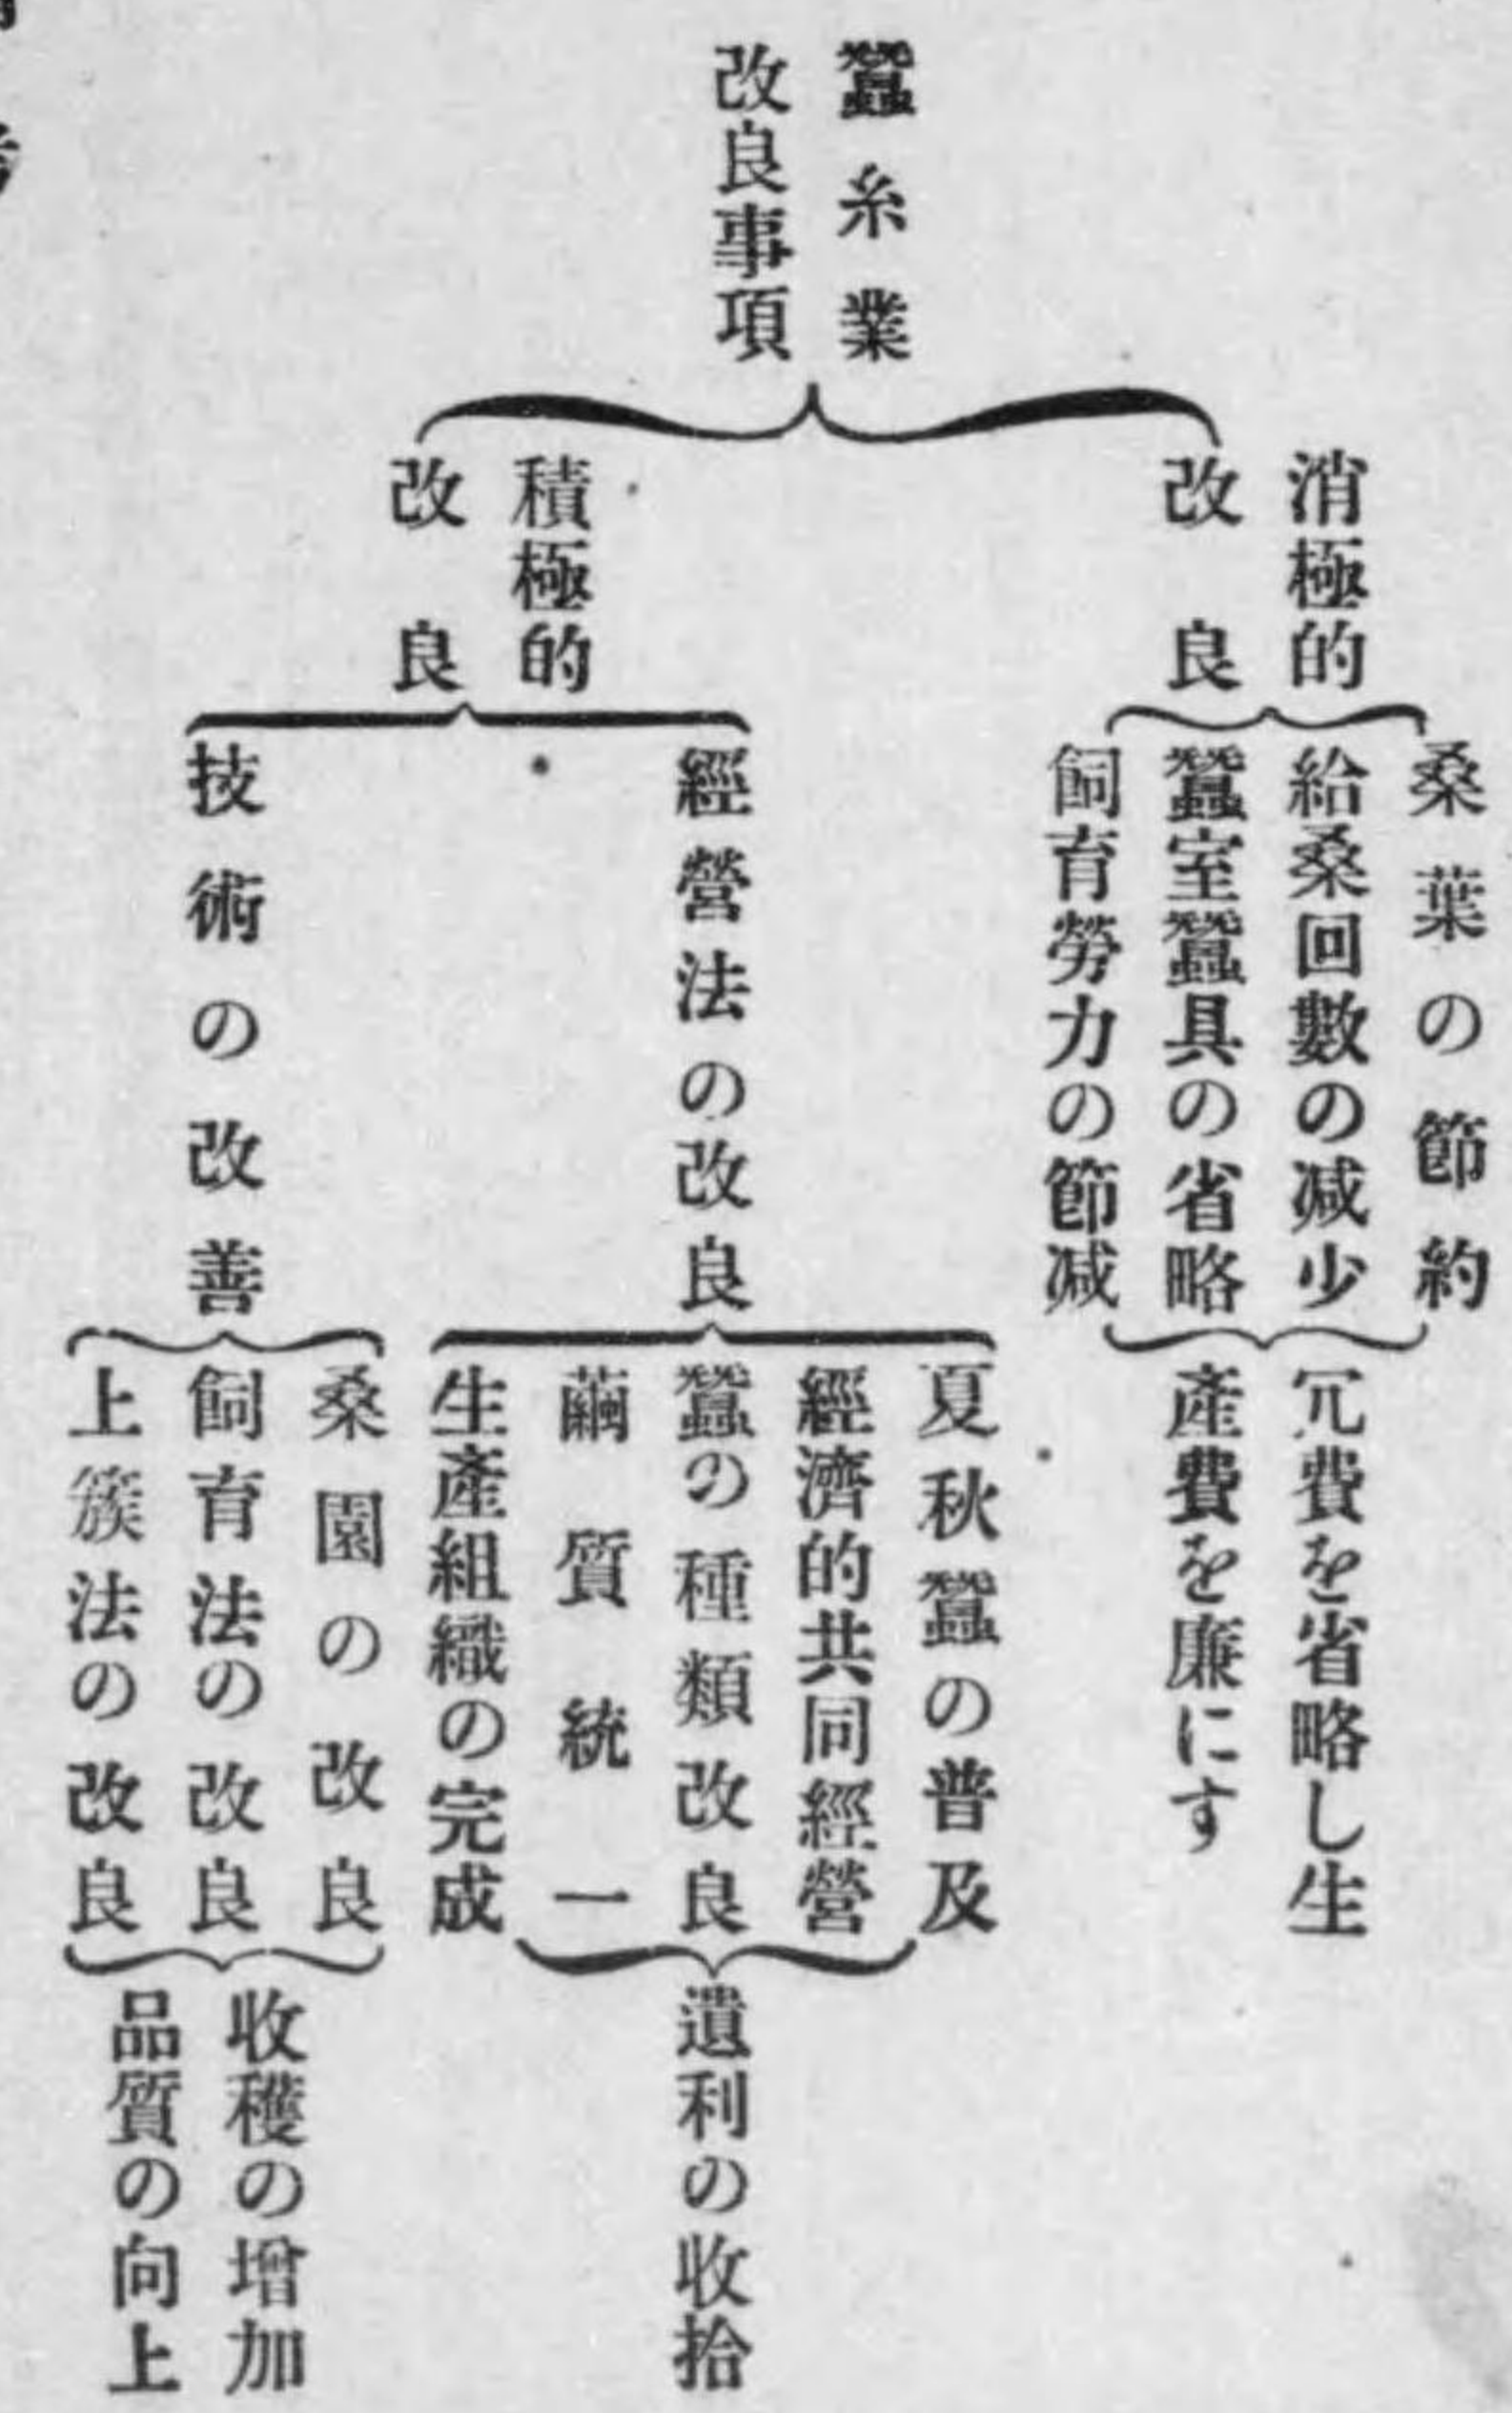 蠶糸業
改良事項
消極的
改良
桑葉の節約
給桑回數の減少
蠶室蠶具の省略
飼育勞力の節減
冗費を省略し生
産費を廉にす
積極的
改良
經營法の改良
夏秋蠶の普及
經濟的共同經營
蠶の種類改良
繭質統一
生産組織の完成
遺利の收拾
技術の改善
桑園の改良
飼育法の改良
上簇法の改良
收穫の增加
品質の向上